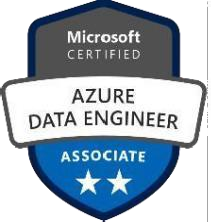 Microsoft
CERTIFIED
AZURE
DATA ENGINEER
ASSOCIATE